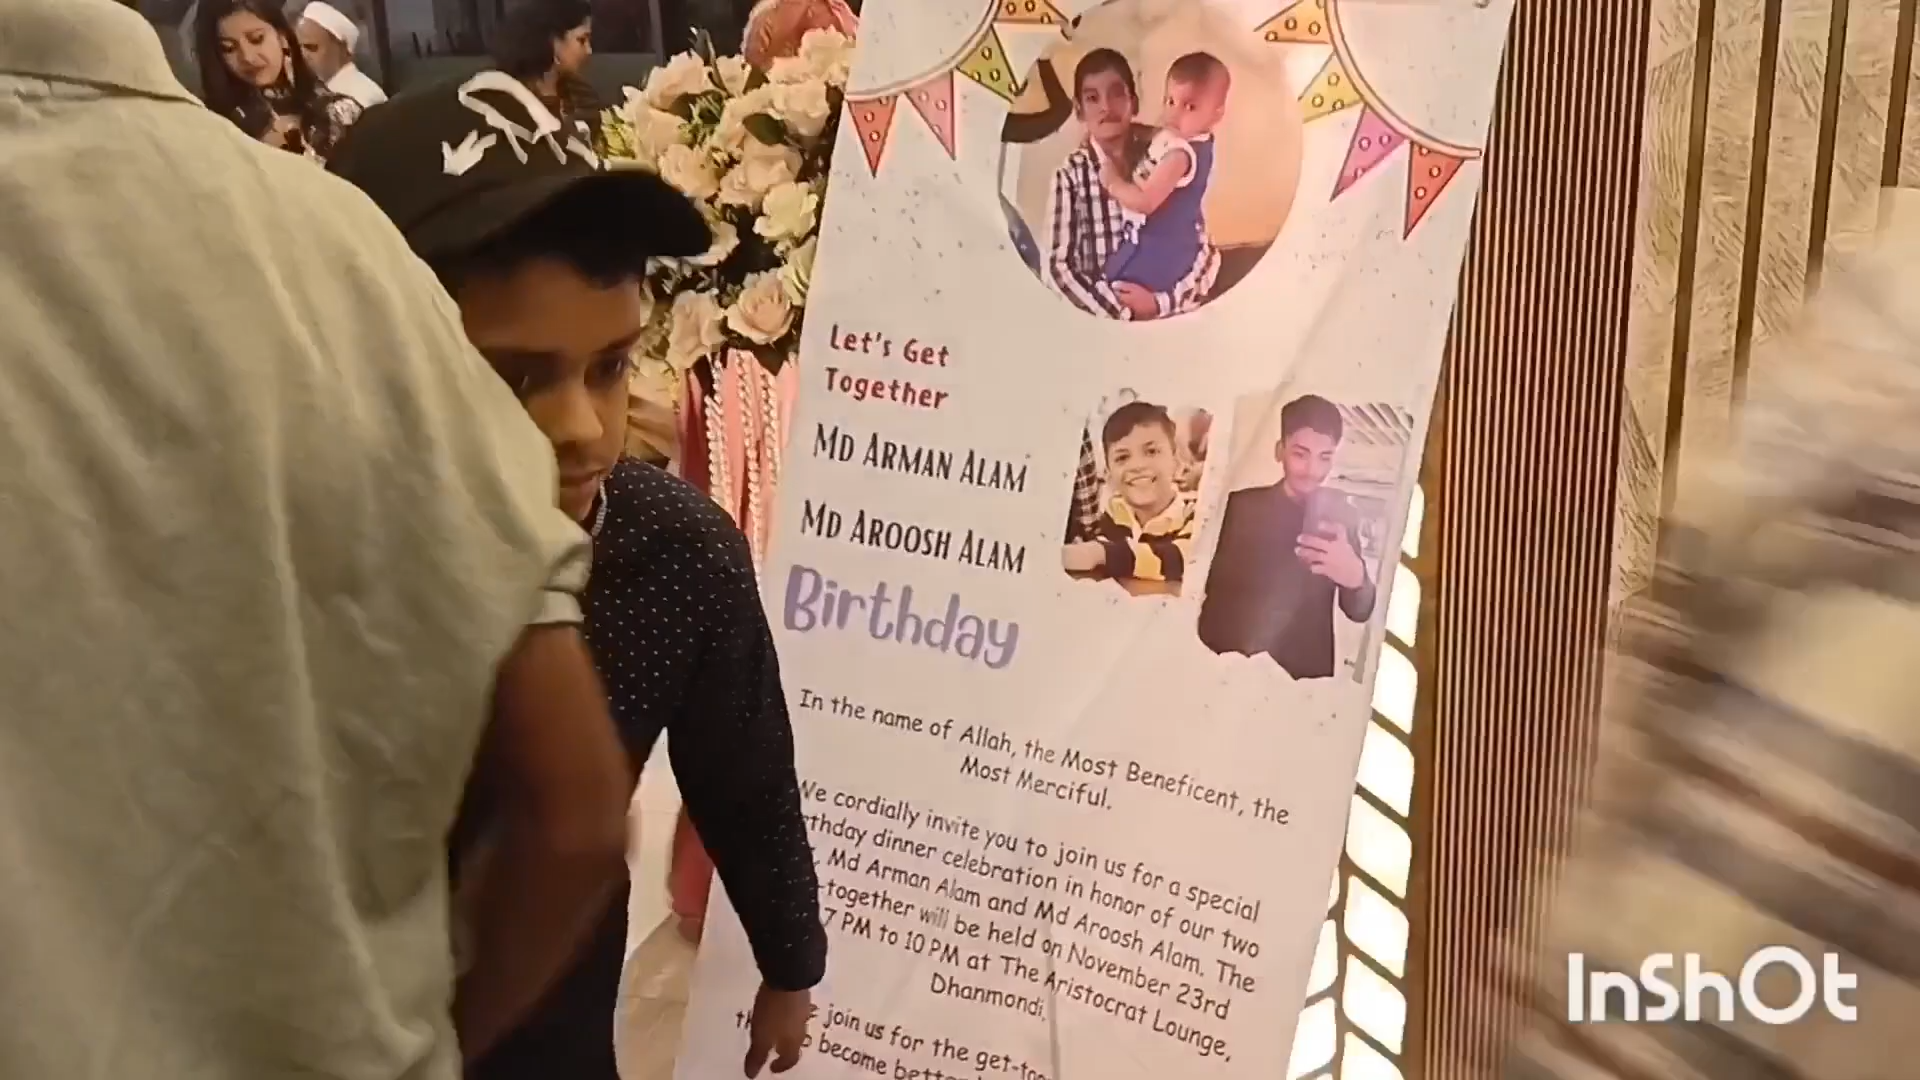 Let's Get
Together
MD ARMAN ALAM
MD AROOSH ALAM
Birthday
In the name of Allah, the Most Beneficent, the
Most Merciful.
We cordially invite you to join us for a special
dinner celebration in honor of our two
Md Arman Alam and Md Aroosh Alam. The
-together will be held on November 23rd
7 PM to 10 PM at The Aristocrat Lounge,
Dhanmondi.
join us for the
become
InShOt